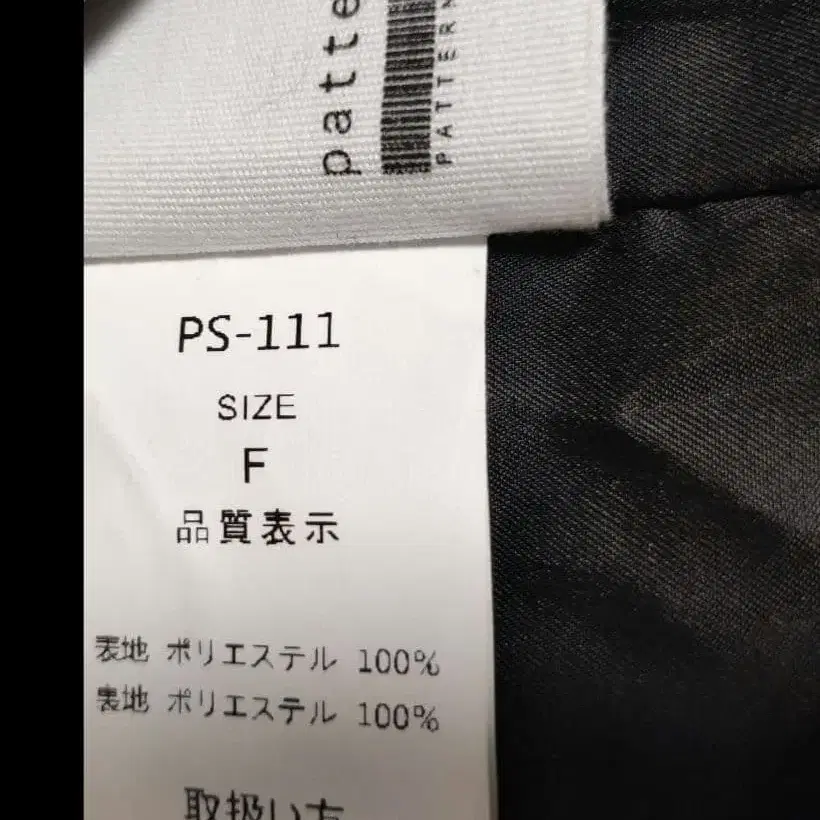 patte
PATTERN
PS-111
SIZE
F
品質表示
表地 ポリエステル 100%
裏地 ポリエステル 100%
取扱い方